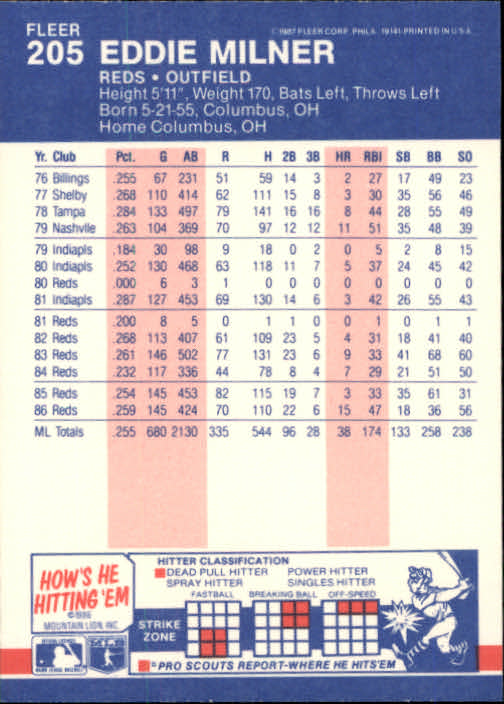 FLEER
205 EDDIE MILNER
© 1987 FLEER CORP., PHILA. 19141-PRINTED IN U.S.A.
REDS • OUTFIELD
Height 5'11", Weight 170, Bats Left, Throws Left
Born 5-21-55, Columbus, OH
Home Columbus, OH
Yr. Club Pct. G AB R H 2B 3B HR RBI SB BB SO
76 Billings .255 67 231 51 59 14 3 2 27 17 49 23
77 Shelby .268 110 414 62 111 15 8 3 30 35 56 46
78 Tampa .284 133 497 79 141 16 16 8 44 28 55 49
79 Nashvlle .263 104 369 70 97 12 12 11 51 35 48 39
79 Indiapls .184 30 98 9 18 0 2 0 5 2 8 15
80 Indiapls .252 130 468 63 118 11 7 5 37 24 45 42
80 Reds .000 6 3 1 0 0 0 0 0 0 0 0
81 Indiapls .287 127 453 69 130 14 6 3 42 26 55 43
81 Reds .200 8 5 0 1 1 0 0 1 0 1 1
82 Reds .268 113 407 61 109 23 5 4 31 18 41 40
83 Reds .261 146 502 77 131 23 6 9 33 41 68 60
84 Reds .232 117 336 44 78 8 4 7 29 21 51 50
85 Reds .254 145 453 82 115 19 7 3 33 35 61 31
86 Reds .259 145 424 70 110 22 6 15 47 18 36 56
ML Totals .255 680 2130 335 544 96 28 38 174 133 258 238
HOW'S HE
HITTING 'EM
©1986
MOUNTAIN LION, INC.
HITTER CLASSIFICATION
DEAD PULL HITTER POWER HITTER
SPRAY HITTER SINGLES HITTER
FASTBALL BREAKING BALL OFF-SPEED
STRIKE
ZONE
= PRO SCOUTS REPORT-WHERE HE HITS 'EM